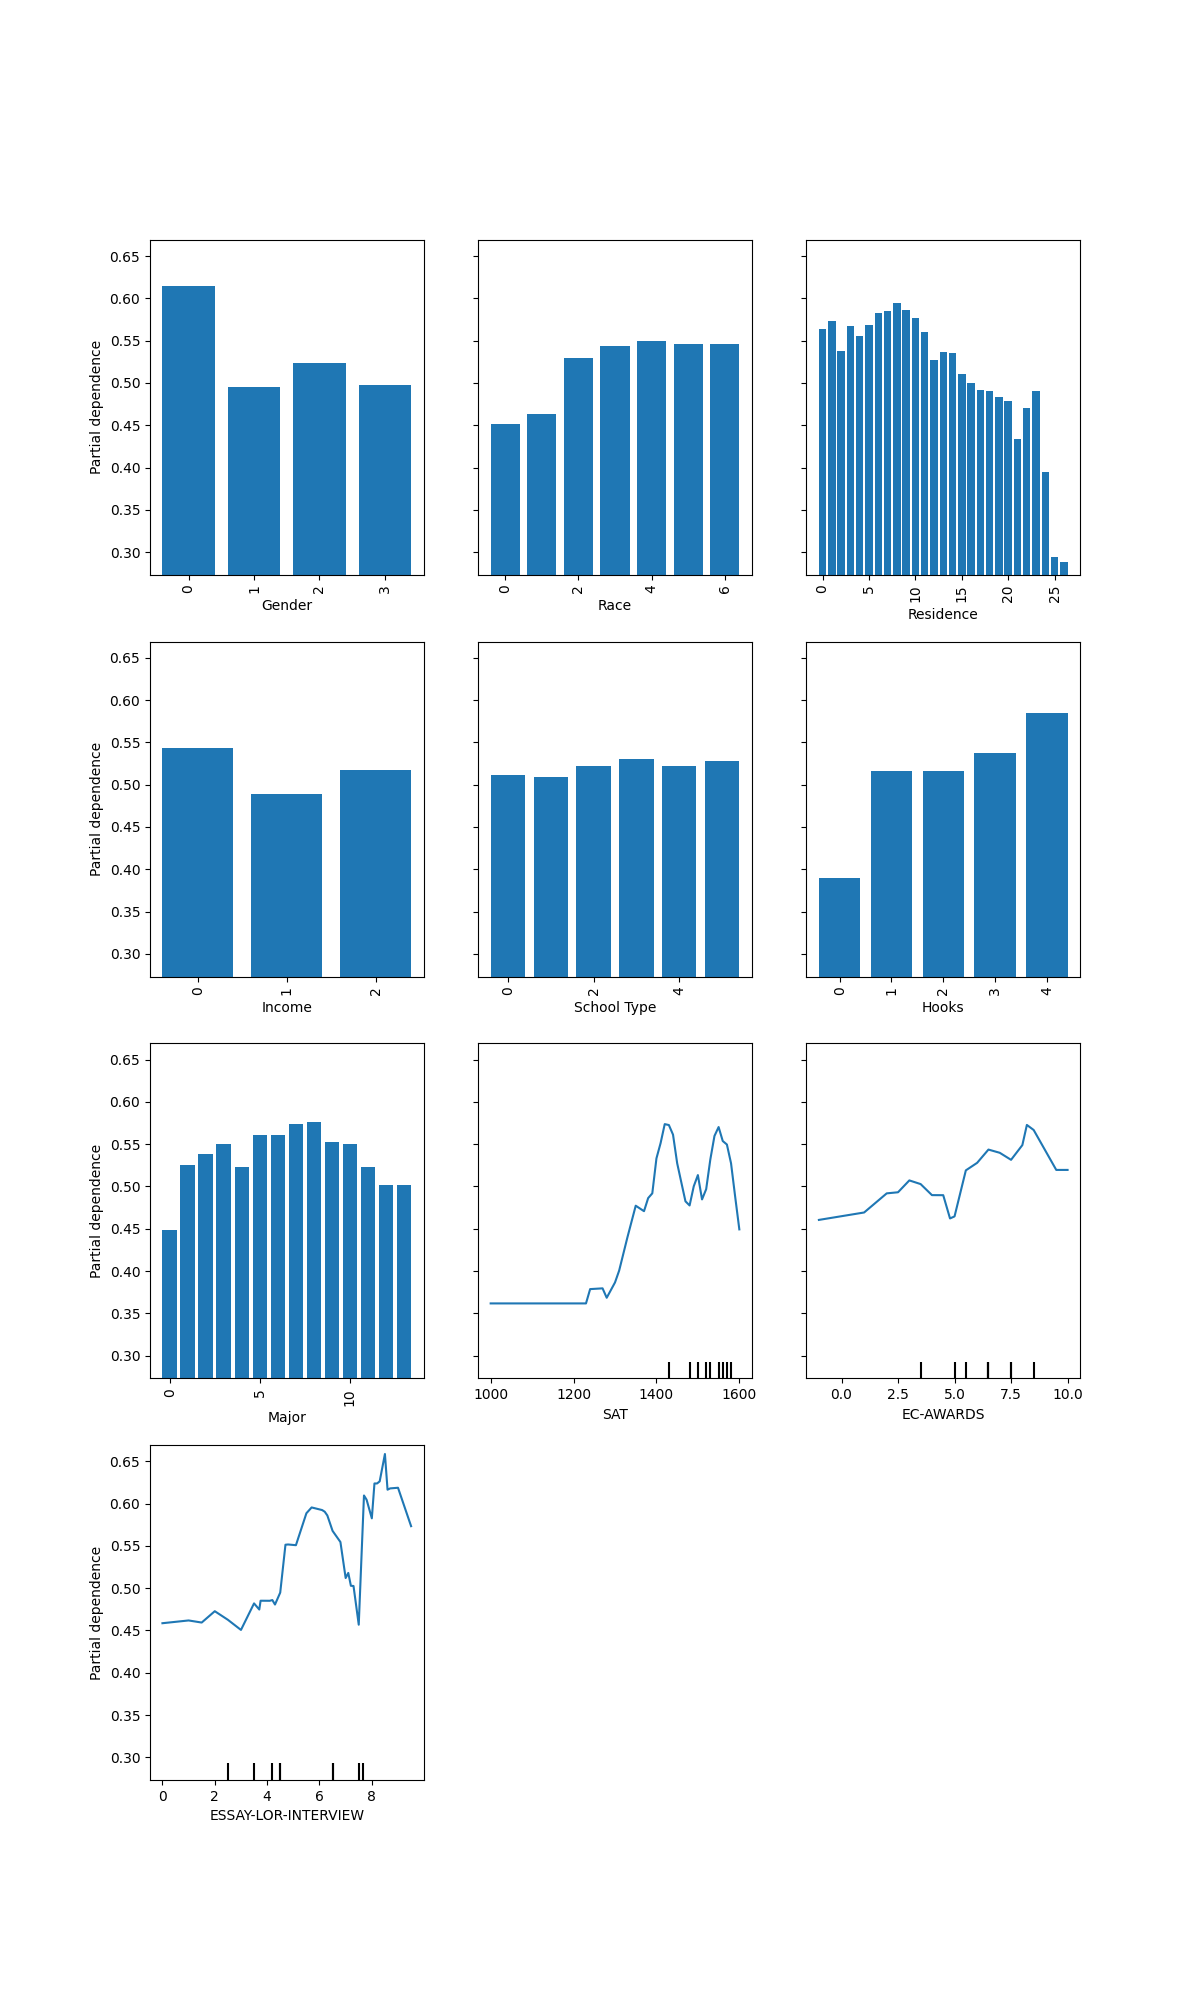 0.65
0.60
0.55
0.50
0.45
0.40
0.35
0.30
Partial dependence
0 1 2 3
Gender
0 2 4 6
Race
0 5 10 15 20 25
Residence
0.65
0.60
0.55
0.50
0.45
0.40
0.35
0.30
Partial dependence
0 1 2
Income
0 2 4
School Type
0 1 2 3 4
Hooks
0.65
0.60
0.55
0.50
0.45
0.40
0.35
0.30
Partial dependence
0 5 10
Major
1000 1200 1400 1600
SAT
0.0 2.5 5.0 7.5 10.0
EC-AWARDS
0.65
0.60
0.55
0.50
0.45
0.40
0.35
0.30
Partial dependence
0 2 4 6 8
ESSAY-LOR-INTERVIEW